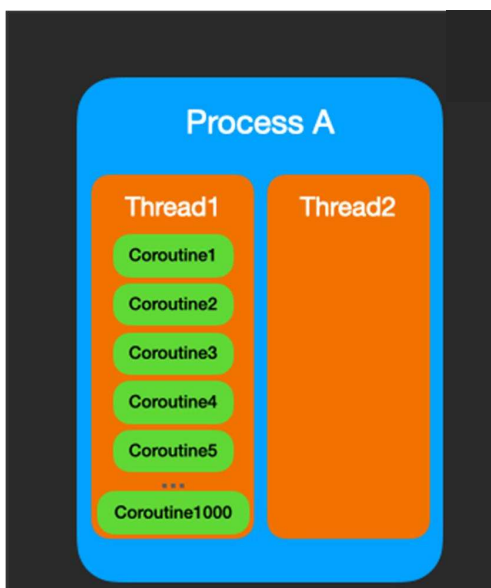 Process A
Thread1
Coroutine1
Coroutine2
Coroutine3
Coroutine4
Coroutine5
...
Coroutine1000
Thread2